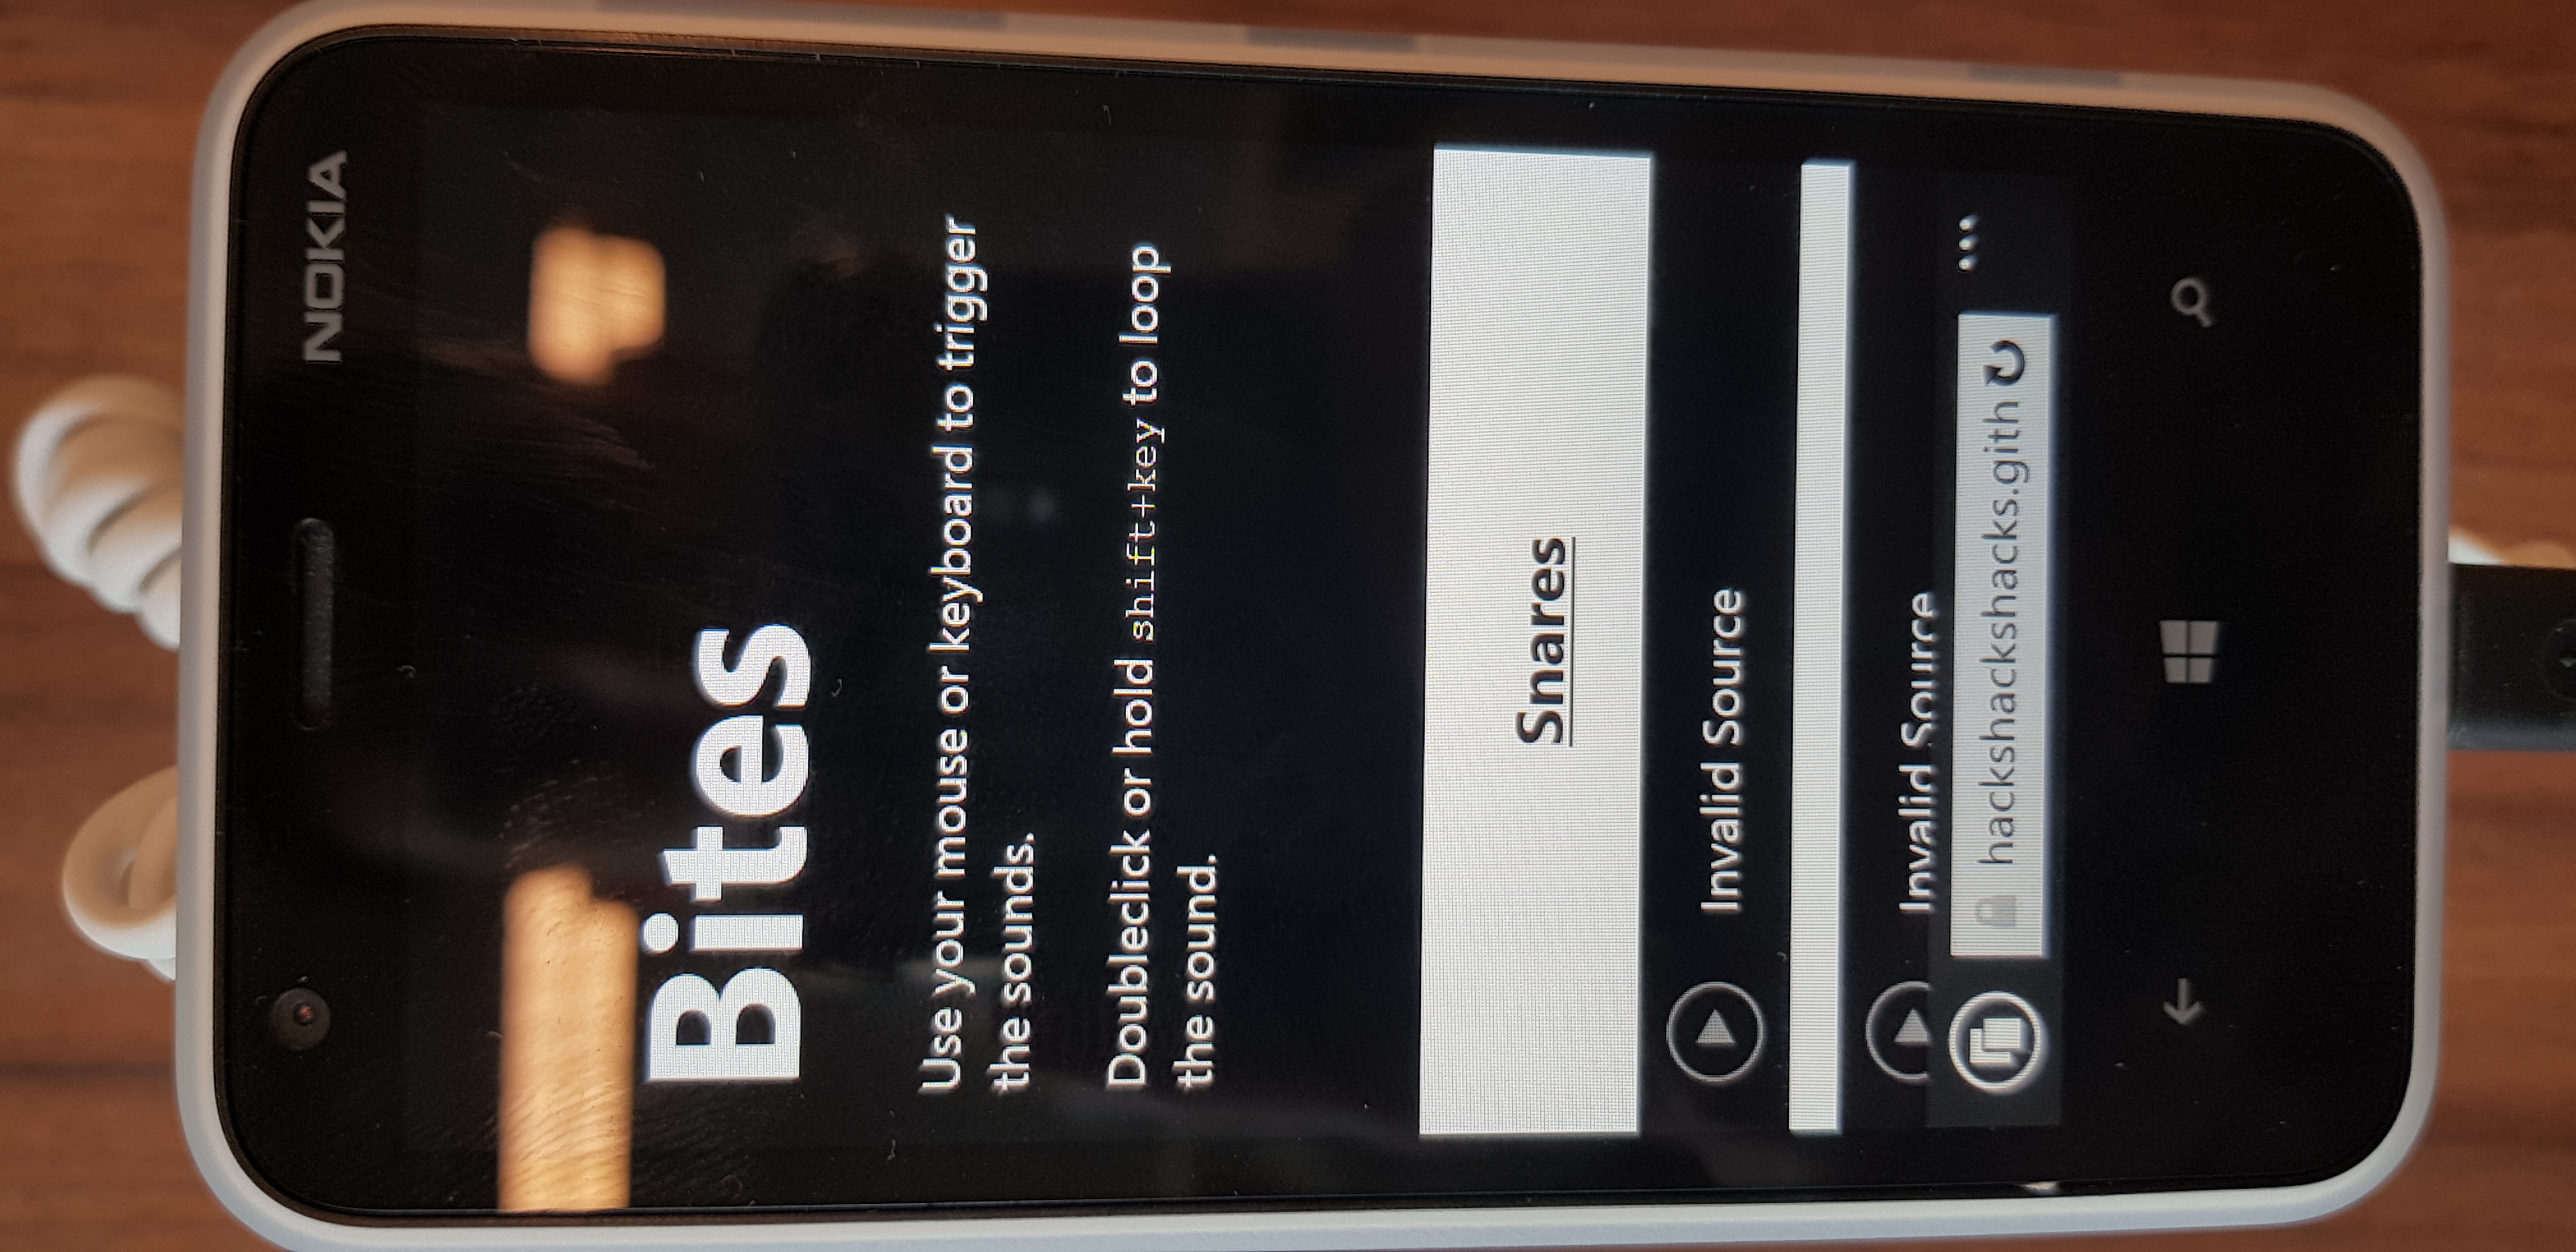 NOKIA
Bites
Use your mouse or keyboard to trigger
the sounds.
Doubleclick or hold shift+key to loop
the sound.
Snares
Invalid Source
Invalid Source
hackshackshacks.gith